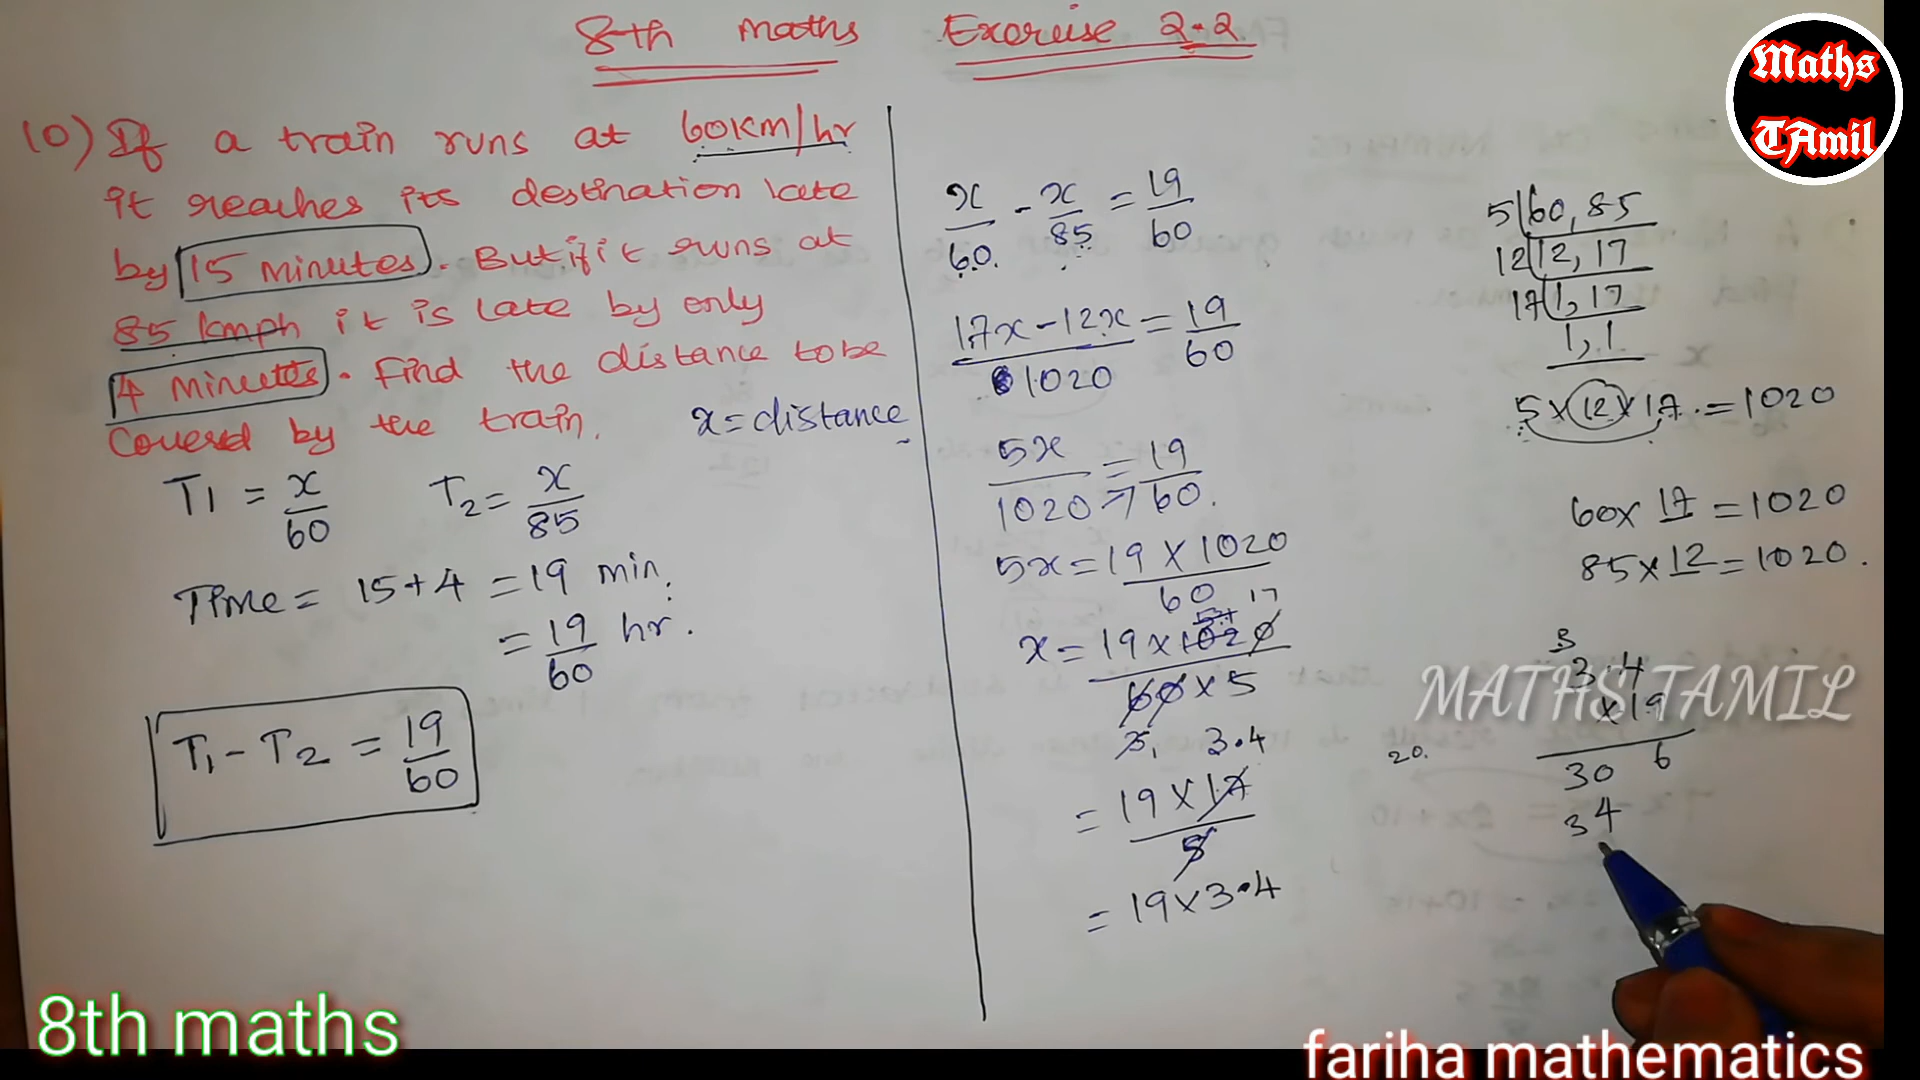 8th maths Exercise 2.2
Maths
TAmil
10) If a train runs at 60KM/hr
it reaches its destination late
by 15 minutes. But if it runs at
85 kmph it is late by only
4 minutes. Find the distance to be
covered by the train. x = distance
T1 = x/60 T2 = x/85
Time = 15+4 = 19 min.
= 19/60 hr.
T1 - T2 = 19/60
x/60 - x/85 = 19/60
17x-12x/1020 = 19/60
5x/1020 = 19/60
5x = 19 x 1020/60
17
x = 19 x 1020/60 x 5
3.4
= 19 x 17/5
= 19 x 3.4
5|60, 85
12|12, 17
17|1, 17
1, 1
5 x 12 x 17 = 1020
60 x 17 = 1020
85 x 12 = 1020.
3
3.4
x 19
20.
30 6
34
MATHS TAMIL
8th maths
fariha mathematics